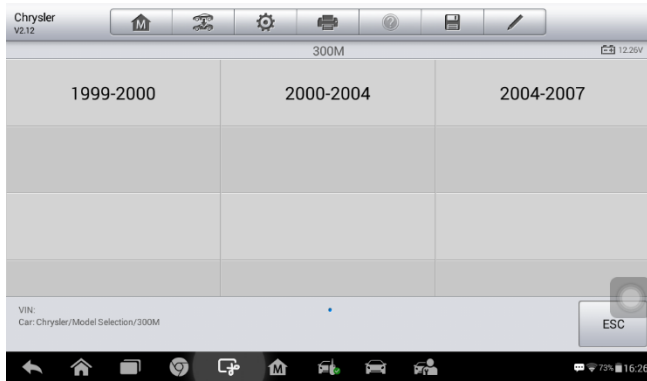 Chrysler
V2.12
M
300M
12.26V
1999-2000 2000-2004 2004-2007
VIN:
Car: Chrysler/Model Selection/300M
ESC
M
73% 16:26